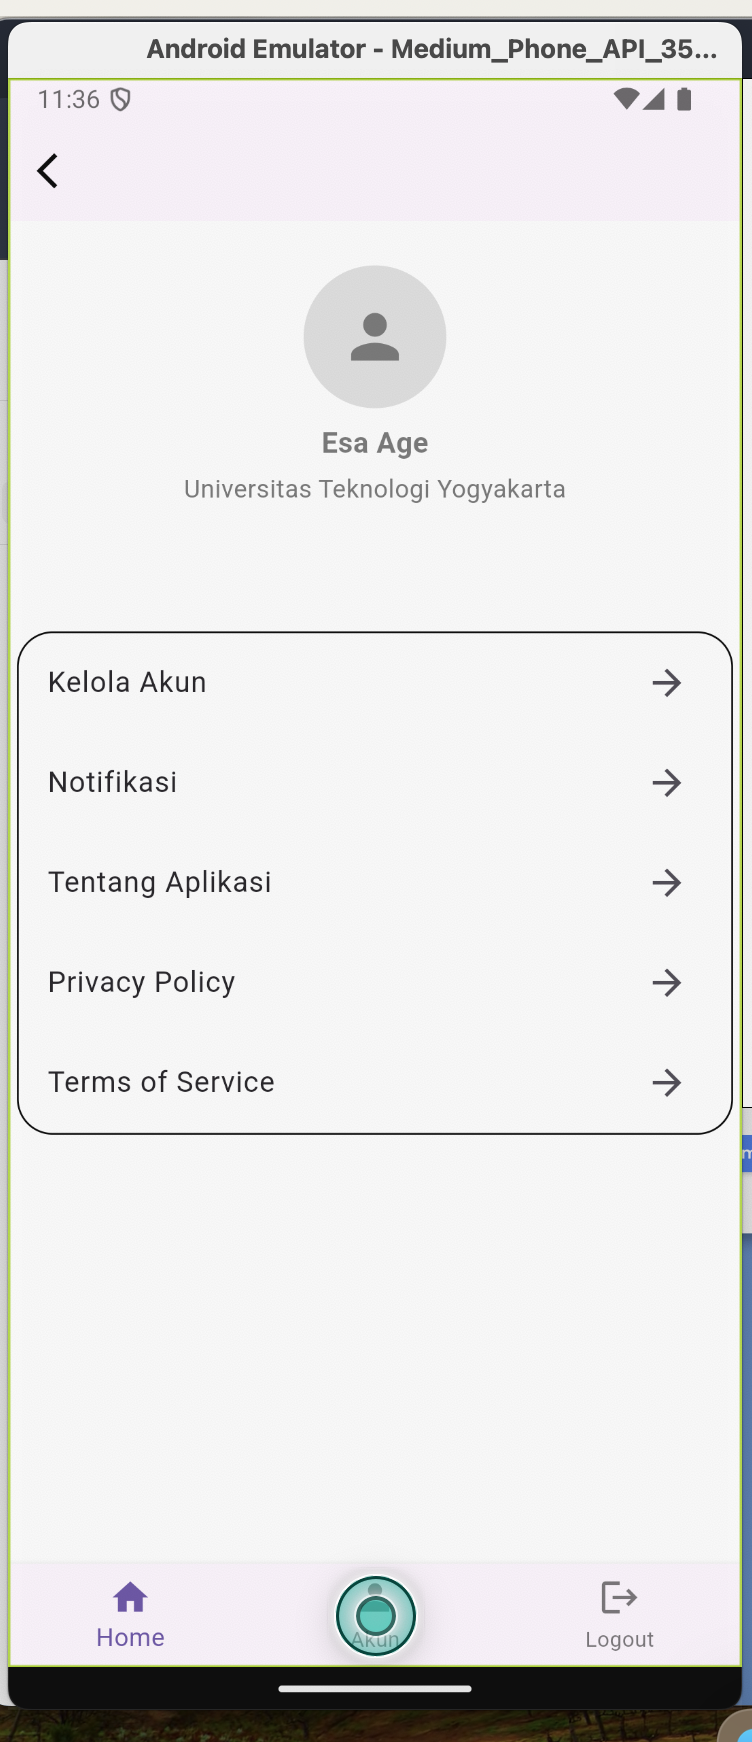 Android Emulator - Medium_Phone_API_35...
11:36
Esa Age
Universitas Teknologi Yogyakarta
Kelola Akun
Notifikasi
Tentang Aplikasi
Privacy Policy
Terms of Service
Home
Akun
Logout